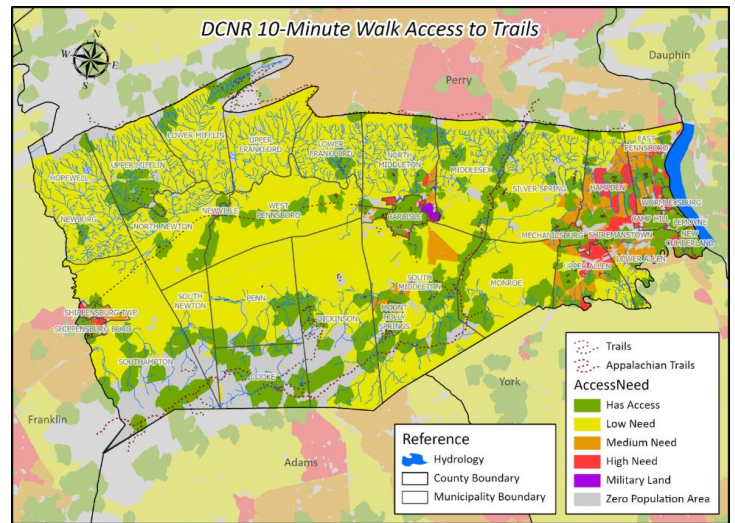 DCNR 10-Minute Walk Access to Trails
N
W
E
S
Dauphin
Perry
EAST
PENNSBORO
LOWER MIFFLIN
UPPER
FRANKFORD
LOWER
FRANKFORD
NORTH
MIDDLETON
MIDDLESEX
UPPER MIFFLIN
HOPEWELL
SILVER SPRING
HAMPDEN
WORMLEYSBURG
NEWBURG
NORTH NEWTON
NEWVILLE
WEST
PENNSBORO
CARLISLE
CAMP HILL
LEMOYNE
MECHANICSBURG
SHIREMANSTOWN
NEW
CUMBERLAND
LOWER ALLEN
UPPER ALLEN
SOUTH
MIDDLETON
MONROE
SOUTH
NEWTON
PENN
DICKINSON
MOUNT
HOLLY
SPRINGS
SHIPPENSBURG TWP
SHIPPENSBURG BORO
SOUTHAMPTON
COOKE
York
Franklin
Adams
Reference
Hydrology
County Boundary
Municipality Boundary
Trails
Appalachian Trails
AccessNeed
Has Access
Low Need
Medium Need
High Need
Military Land
Zero Population Area